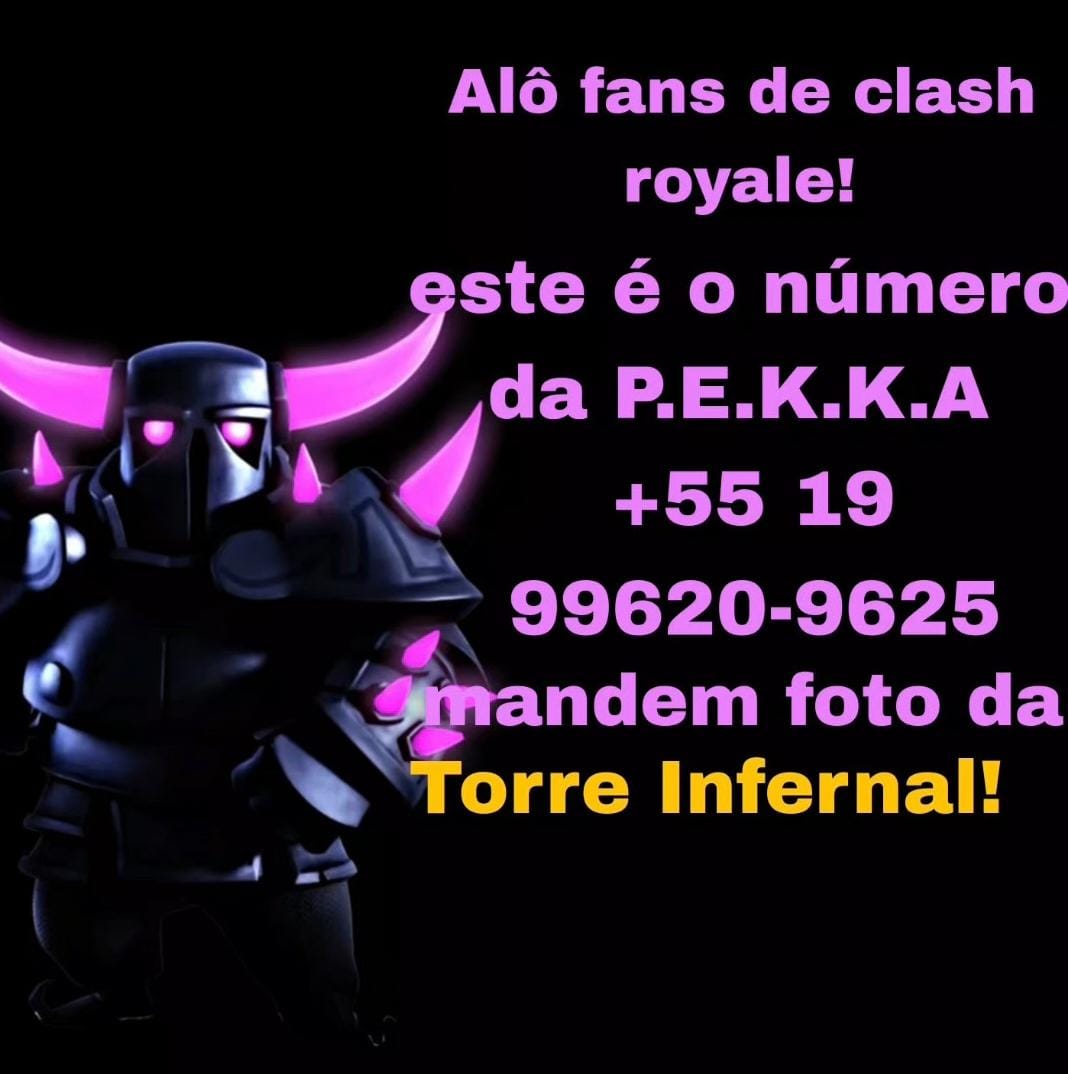 Alô fans de clash
royale!
este é o número
da P.E.K.K.A
+55 19
99620-9625
mandem foto da
Torre Infernal!